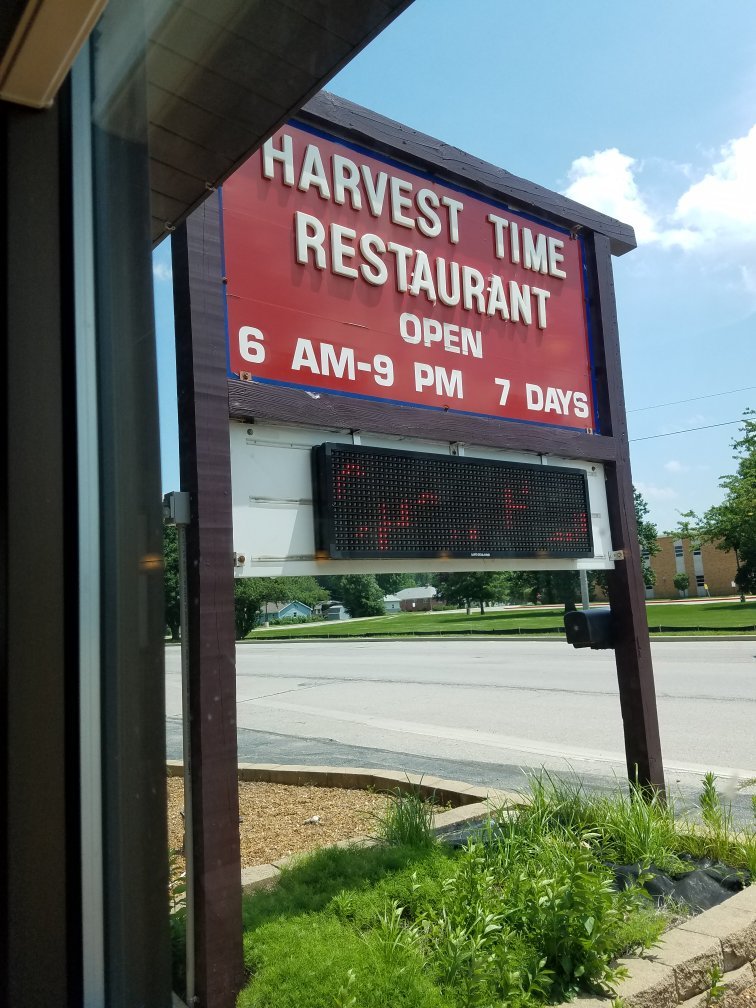 HARVEST TIME
RESTAURANT
OPEN
6 AM-9 PM 7 DAYS